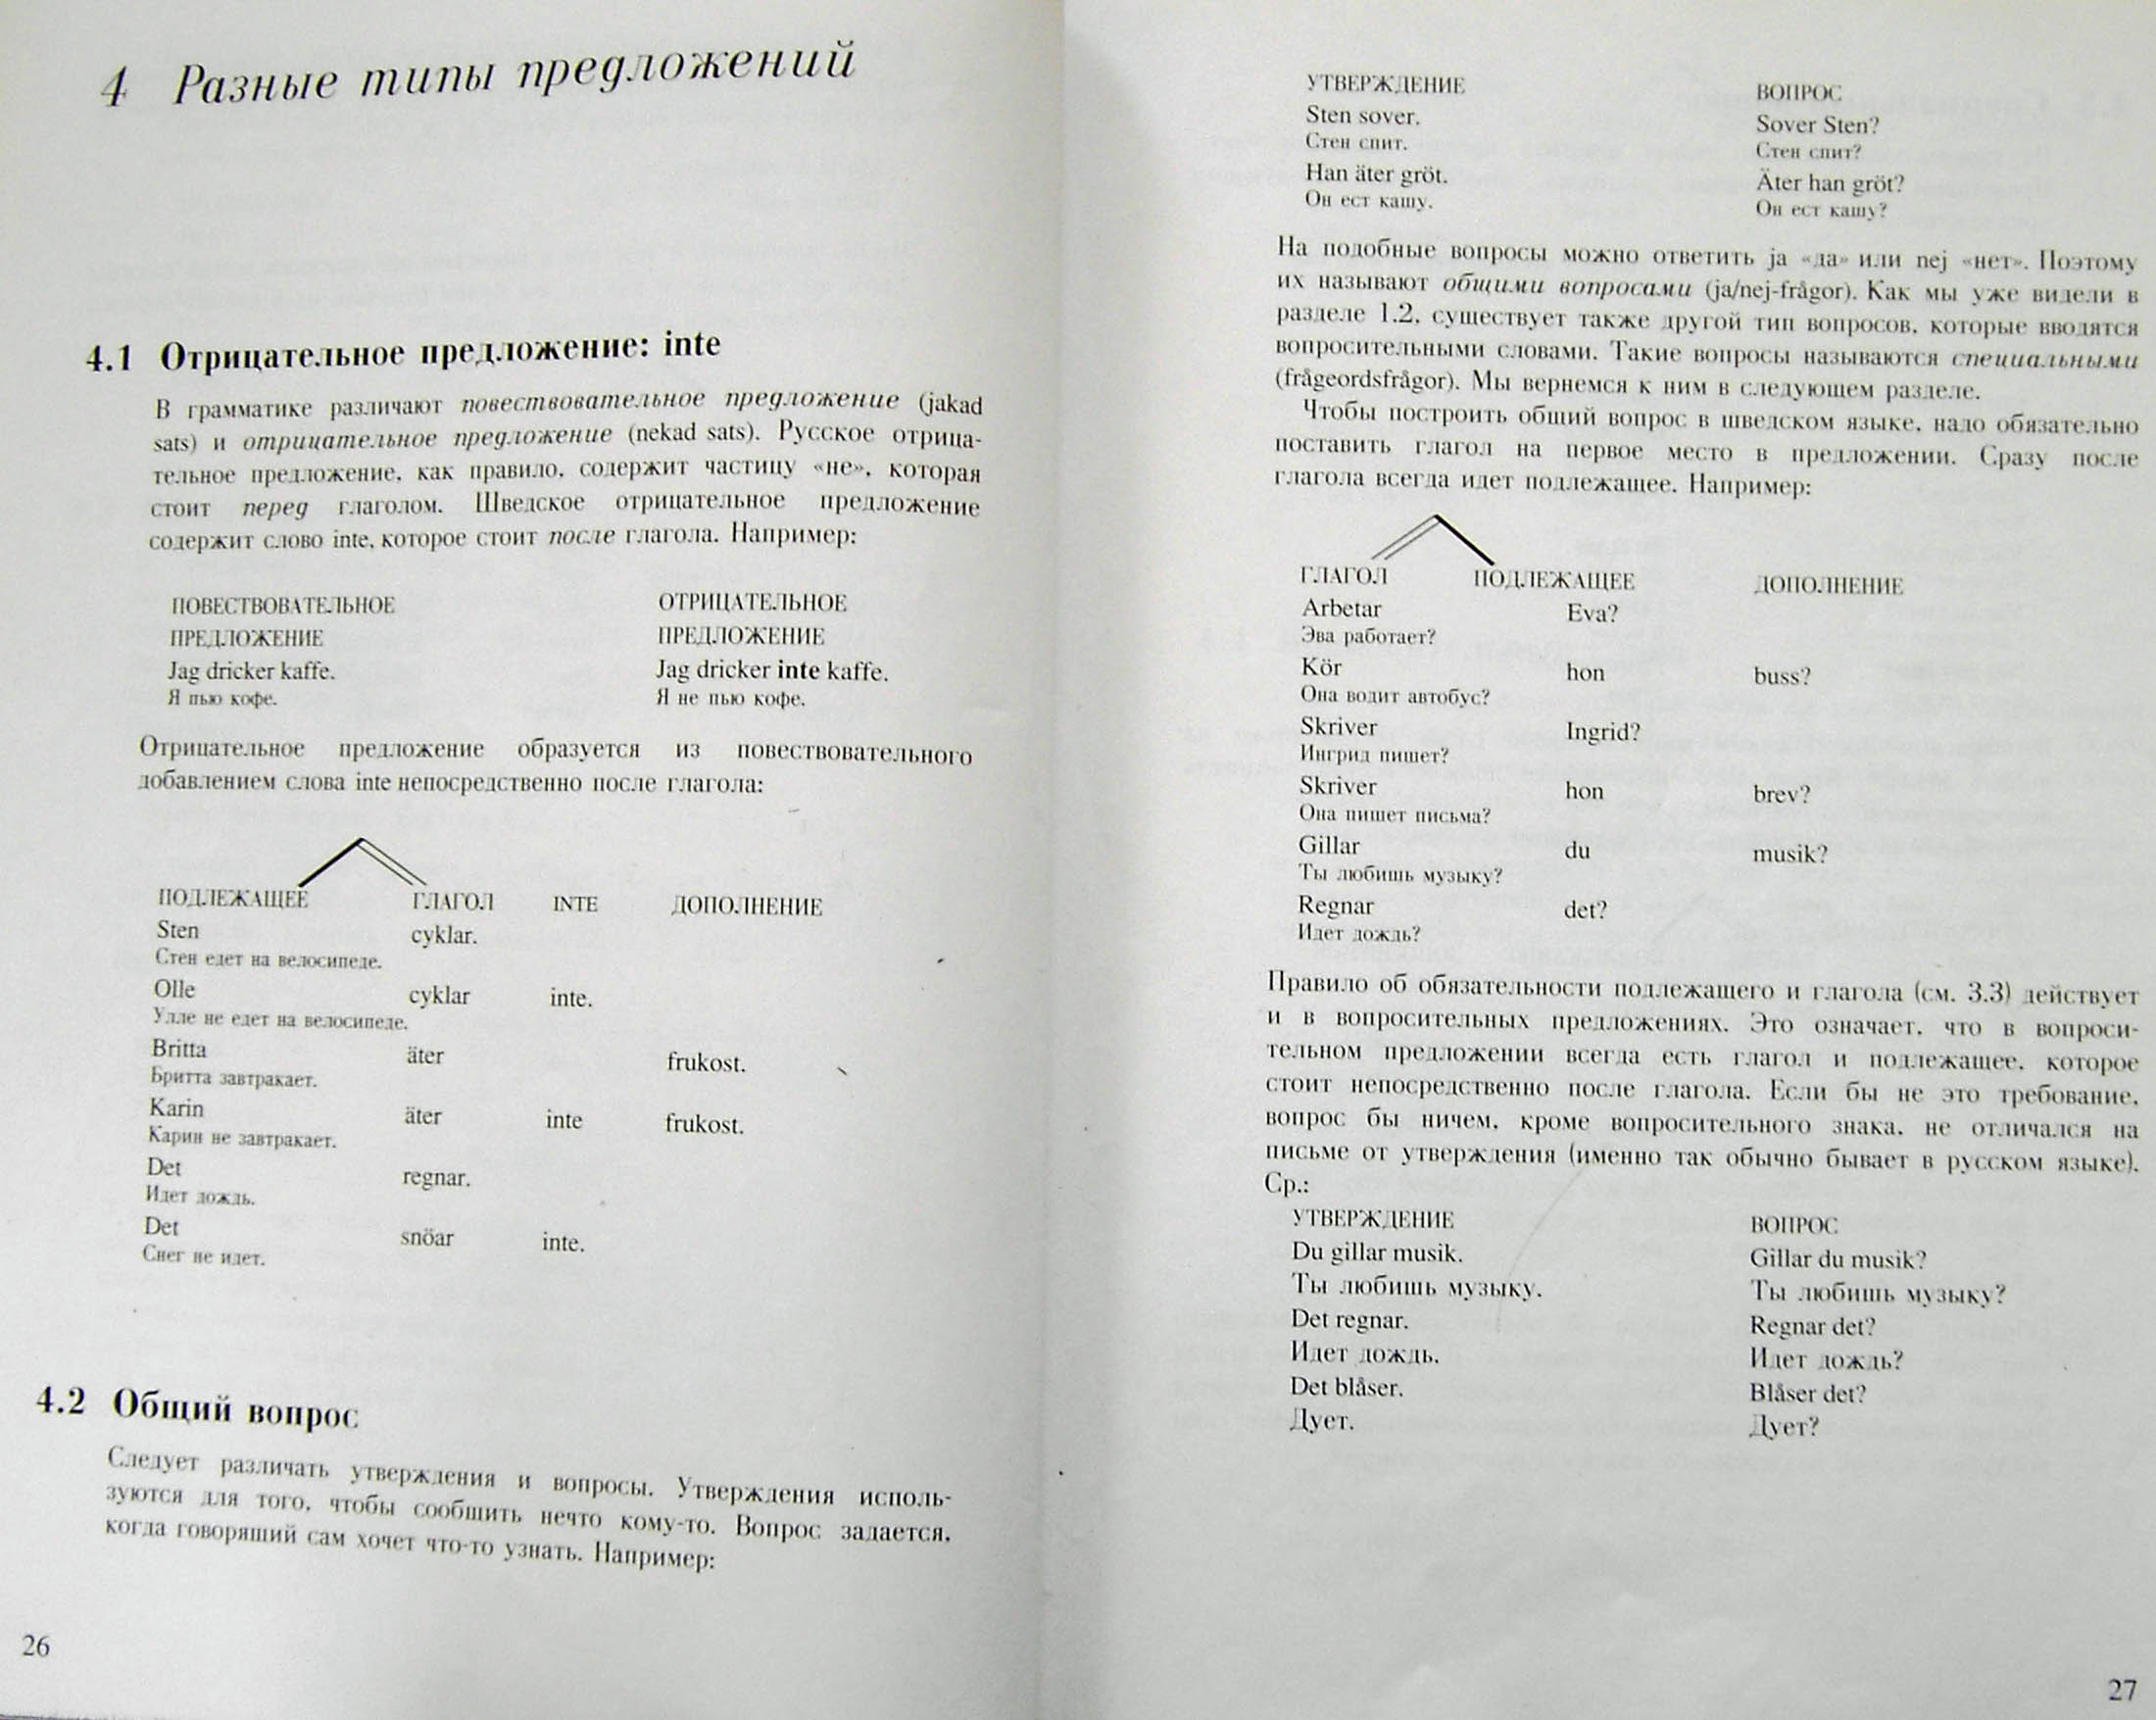 4 Разные типы предложений
4.1 Отрицательное предложение: inte
В грамматике различают повествовательное предложение (jakad
sats) и отрицательное предложение (nekad sats). Русское отрица-
тельное предложение, как правило, содержит частицу «не», которая
стоит перед глаголом. Шведское отрицательное предложение
содержит слово inte, которое стоит после глагола. Например:
ПОВЕСТВОВАТЕЛЬНОЕ ОТРИЦАТЕЛЬНОЕ
ПРЕДЛОЖЕНИЕ ПРЕДЛОЖЕНИЕ
Jag dricker kaffe. Jag dricker inte kaffe.
Я пью кофе. Я не пью кофе.
Отрицательное предложение образуется из повествовательного
добавлением слова inte непосредственно после глагола:
ПОДЛЕЖАЩЕЕ ГЛАГОЛ INTE ДОПОЛНЕНИЕ
Sten cyklar.
Стен едет на велосипеде.
Olle cyklar inte.
Улле не едет на велосипеде.
Britta äter frukost.
Бритта завтракает.
Karin äter inte frukost.
Карин не завтракает.
Det regnar.
Идет дождь.
Det snöar inte.
Снег не идет.
4.2 Общий вопрос
Следует различать утверждения и вопросы. Утверждения исполь-
зуются для того, чтобы сообщить нечто кому-то. Вопрос задается,
когда говорящий сам хочет что-то узнать. Например:
26
УТВЕРЖДЕНИЕ ВОПРОС
Sten sover. Sover Sten?
Стен спит. Стен спит?
Han äter gröt. Äter han gröt?
Он ест кашу. Он ест кашу?
На подобные вопросы можно ответить ja «да» или nej «нет». Поэтому
их называют общими вопросами (ja/nej-frågor). Как мы уже видели в
разделе 1.2, существует также другой тип вопросов, которые вводятся
вопросительными словами. Такие вопросы называются специальными
(frågeordsfrågor). Мы вернемся к ним в следующем разделе.
Чтобы построить общий вопрос в шведском языке, надо обязательно
поставить глагол на первое место в предложении. Сразу после
глагола всегда идет подлежащее. Например:
ГЛАГОЛ ПОДЛЕЖАЩЕЕ ДОПОЛНЕНИЕ
Arbetar Eva?
Эва работает?
Kör hon buss?
Она водит автобус?
Skriver Ingrid?
Ингрид пишет?
Skriver hon brev?
Она пишет письма?
Gillar du musik?
Ты любишь музыку?
Regnar det?
Идет дождь?
Правило об обязательности подлежащего и глагола (см. 3.3) действует
и в вопросительных предложениях. Это означает, что в вопроси-
тельном предложении всегда есть глагол и подлежащее, которое
стоит непосредственно после глагола. Если бы не это требование,
вопрос бы ничем, кроме вопросительного знака, не отличался на
письме от утверждения (именно так обычно бывает в русском языке).
Ср.:
УТВЕРЖДЕНИЕ ВОПРОС
Du gillar musik. Gillar du musik?
Ты любишь музыку. Ты любишь музыку?
Det regnar. Regnar det?
Идет дождь. Идет дождь?
Det blåser. Blåser det?
Дует. Дует?
27